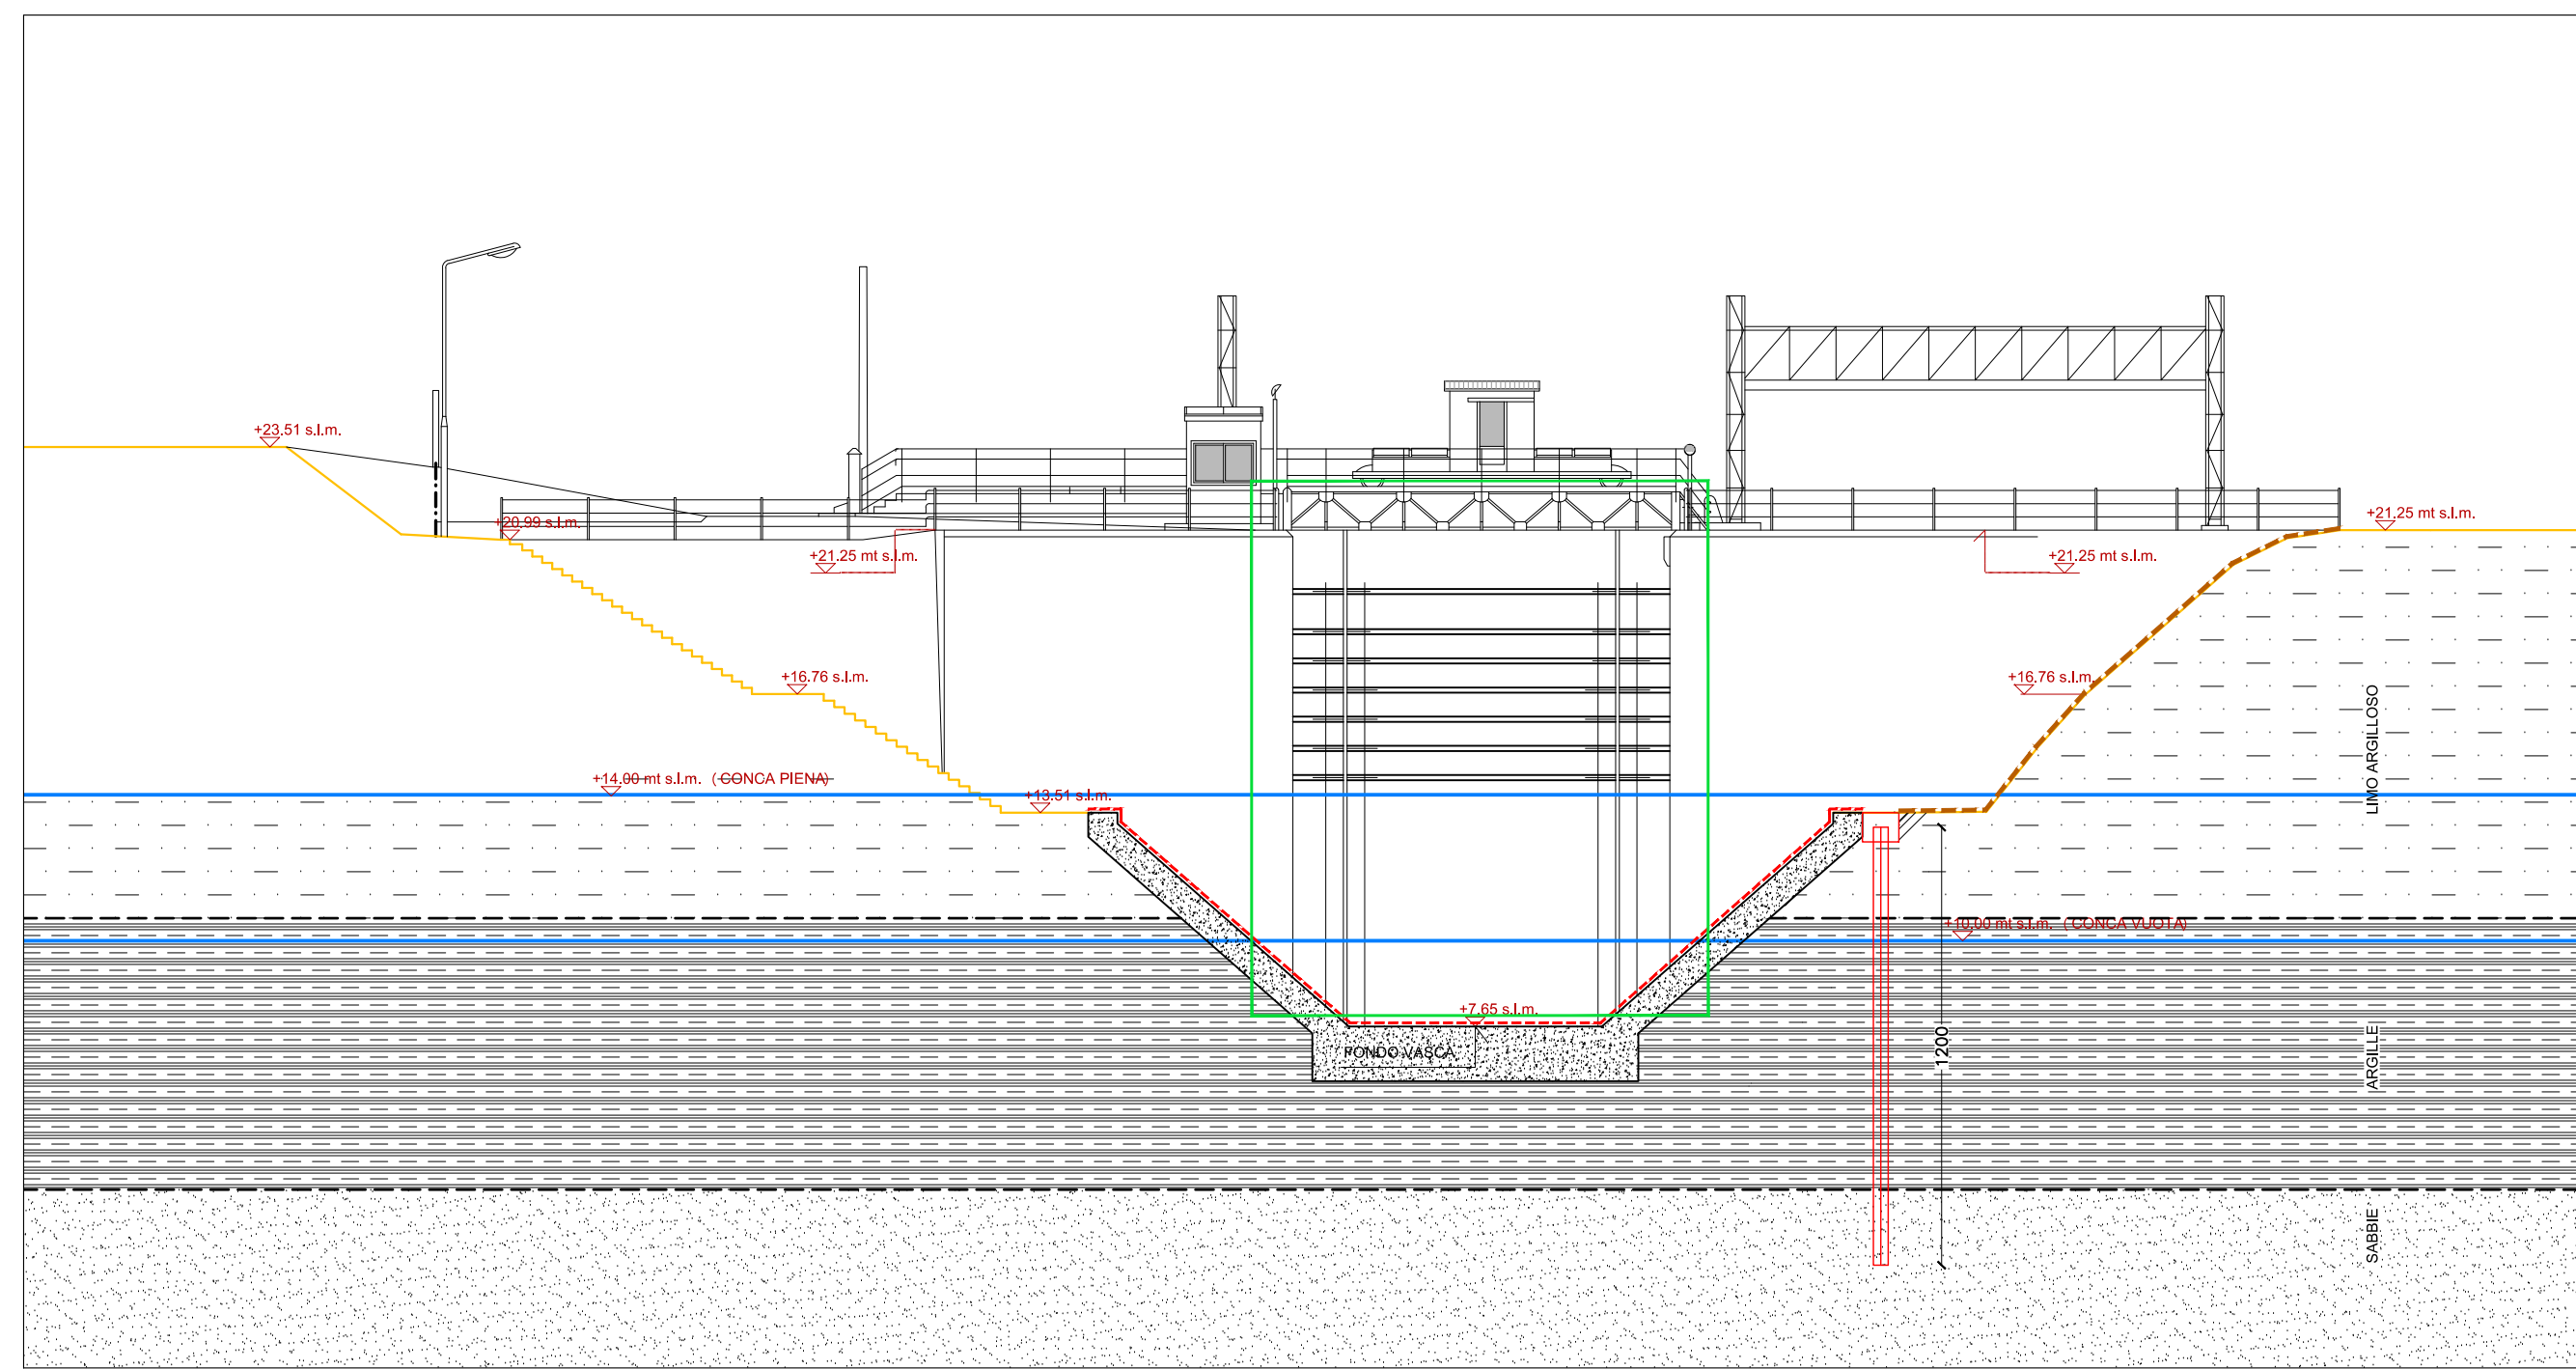 +23.51 s.l.m.
+20.99 s.l.m.
+21.25 mt s.l.m.
+21.25 mt s.l.m.
+21.25 mt s.l.m.
+16.76 s.l.m.
+16.76 s.l.m.
LIMO ARGILLOSO
+14.00 mt s.l.m. (CONCA PIENA)
+13.51 s.l.m.
+10.00 mt s.l.m. (CONCA VUOTA)
+7.65 s.l.m.
FONDO VASCA
1200
ARGILLE
SABBIE